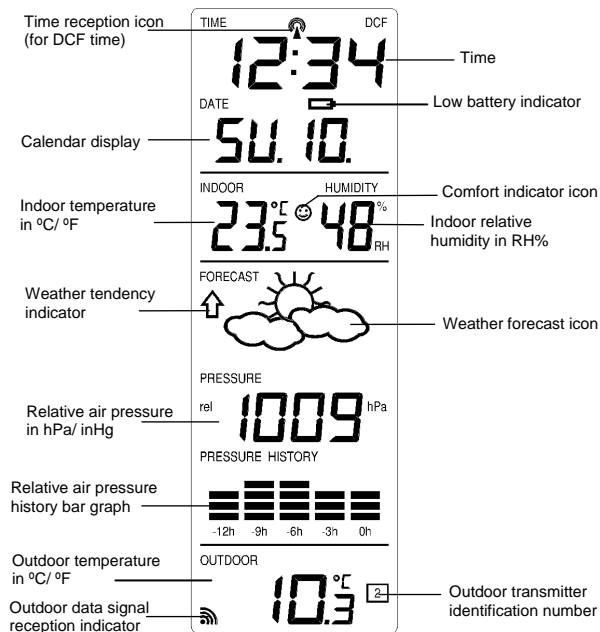 Time reception icon
(for DCF time)
TIME
DCF
12:34
Time
Low battery indicator
DATE
Calendar display
SU. 10.
INDOOR
HUMIDITY
Comfort indicator icon
Indoor temperature
in ºC/ ºF
23.5 °C
48 % RH
Indoor relative
humidity in RH%
FORECAST
Weather tendency
indicator
Weather forecast icon
PRESSURE
Relative air pressure
in hPa/ inHg
rel 1009 hPa
PRESSURE HISTORY
Relative air pressure
history bar graph
-12h -9h -6h -3h 0h
OUTDOOR
Outdoor temperature
in ºC/ ºF
10.3 °C
2
Outdoor transmitter
identification number
Outdoor data signal
reception indicator